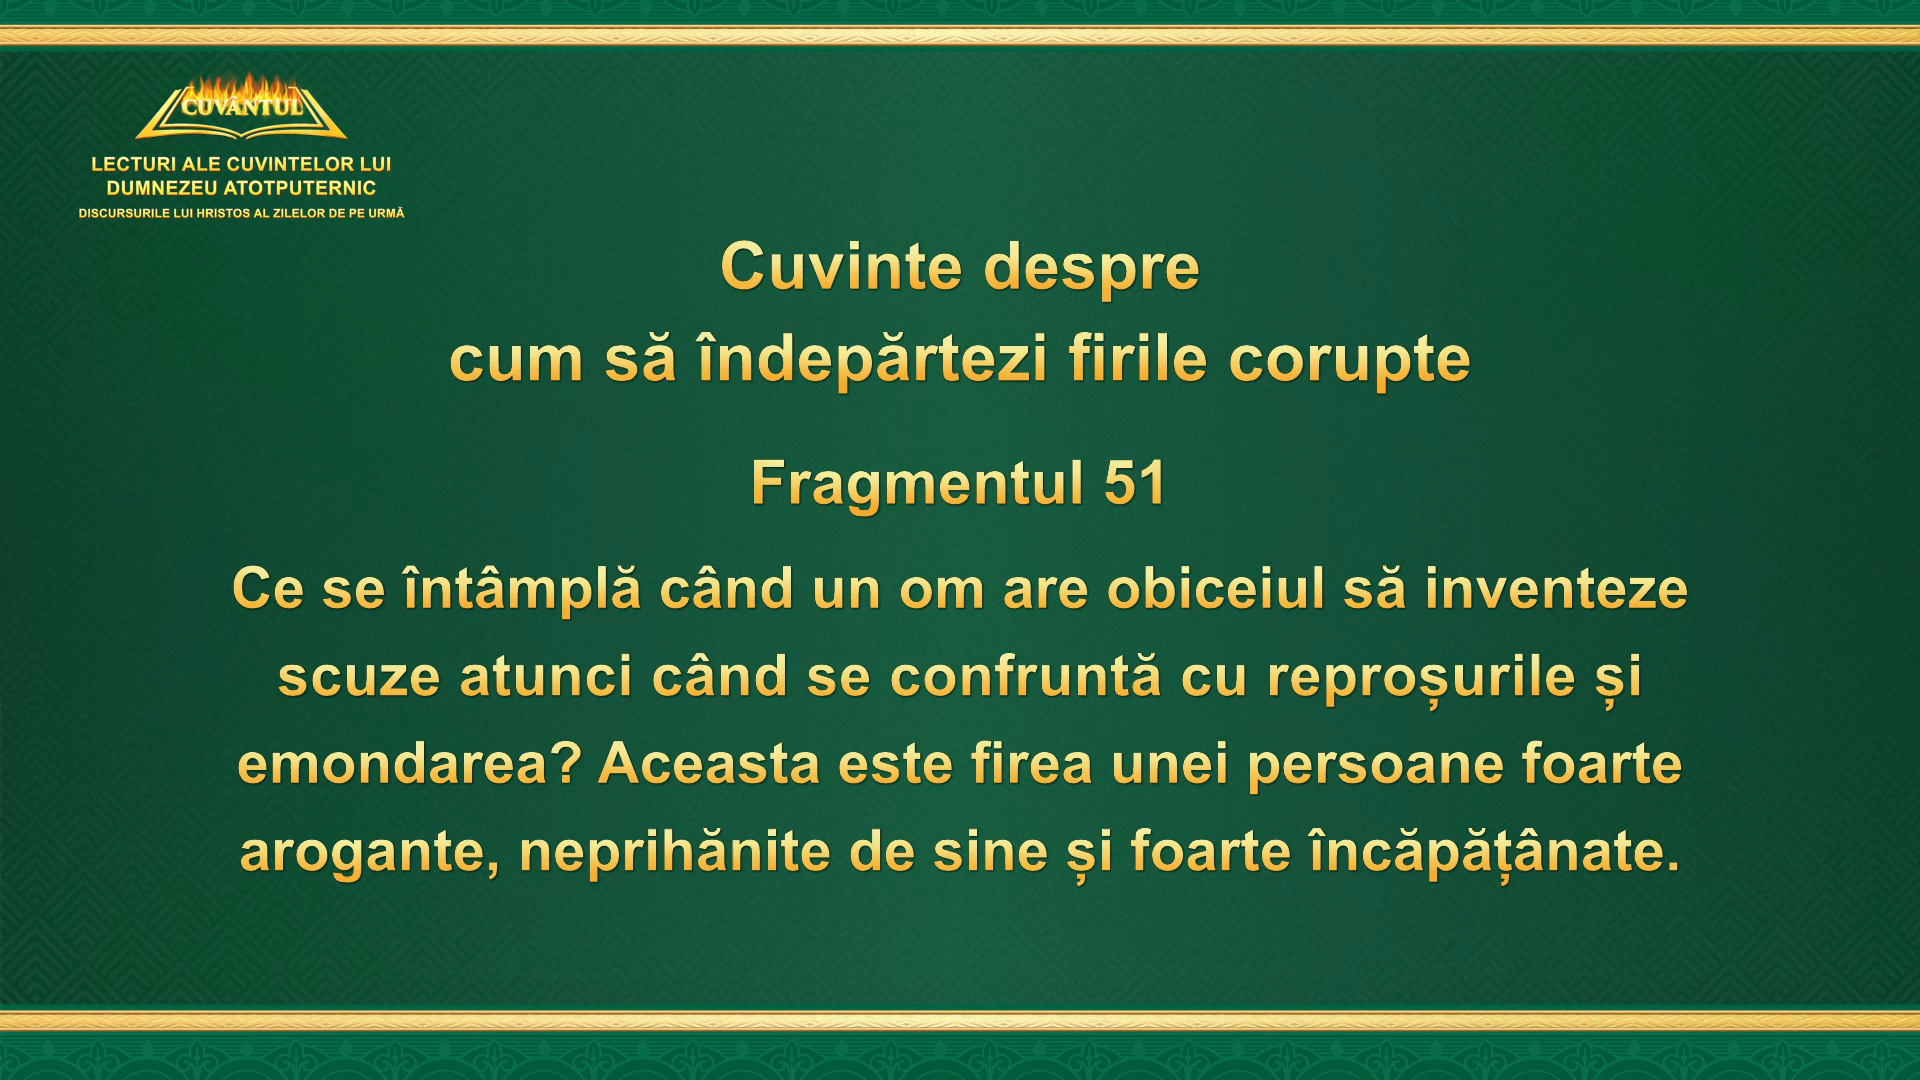 CUVÂNTUL
LECTURI ALE CUVINTELOR LUI
DUMNEZEU ATOTPUTERNIC
DISCURSURILE LUI HRISTOS AL ZILELOR DE PE URMĂ
Cuvinte despre
cum să îndepărtezi firile corupte
Fragmentul 51
Ce se întâmplă când un om are obiceiul să inventeze
scuze atunci când se confruntă cu reproșurile și
emondarea? Aceasta este firea unei persoane foarte
arogante, neprihănite de sine și foarte încăpățânate.